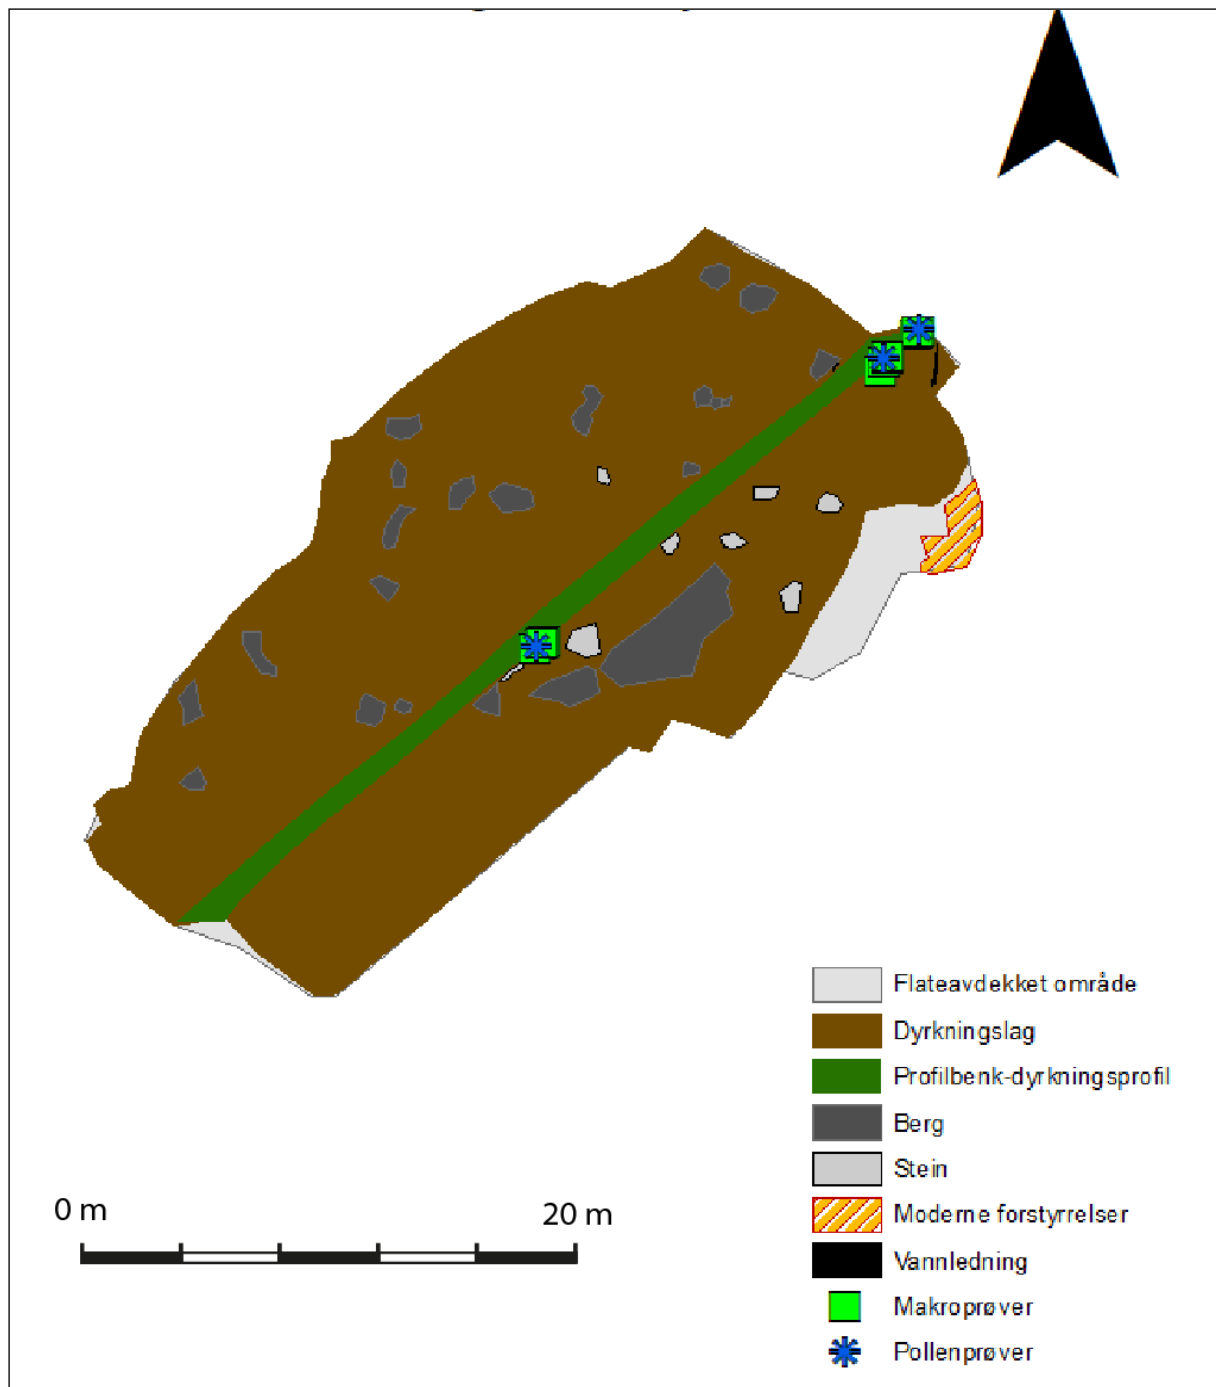 0 m
20 m
Flateavdekket område
Dyrkningslag
Profilbenk-dyrkningsprofil
Berg
Stein
Moderne forstyrrelser
Vannledning
Makroprøver
Pollenprøver